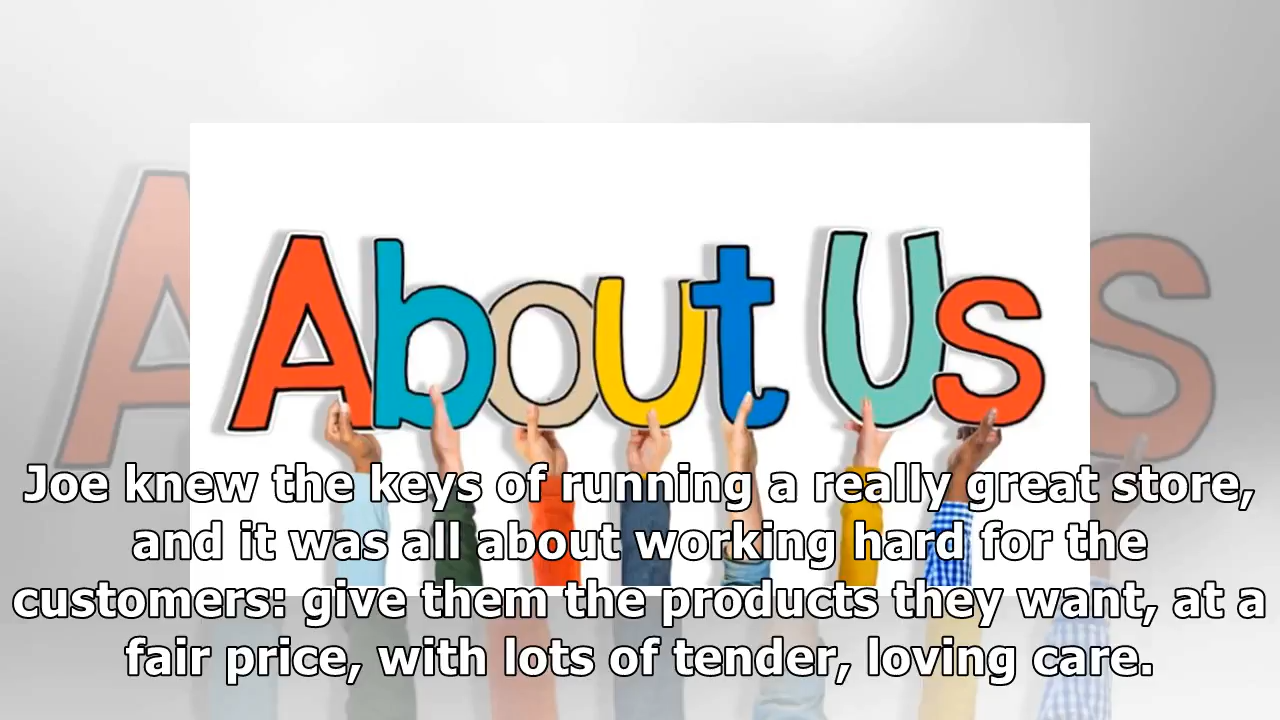 About Us
Joe knew the keys of running a really great store,
and it was all about working hard for the
customers: give them the products they want, at a
fair price, with lots of tender, loving care.